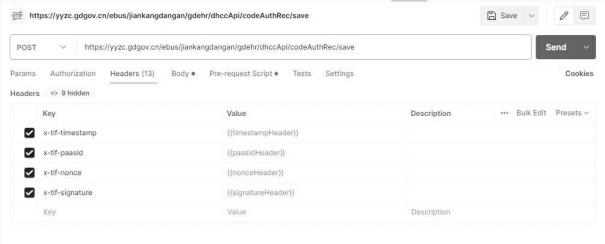 https://yyzc.gdgov.cn/ebus/jiankangdangan/gdehr/dhccApi/codeAuthRec/save
Save
POST
https://yyzc.gdgov.cn/ebus/jiankangdangan/gdehr/dhccApi/codeAuthRec/save
Send
Params Authorization Headers (13) Body Pre-request Script Tests Settings Cookies
Headers 9 hidden
Key Value Description ••• Bulk Edit Presets
x-tif-timestamp {{timestampHeader}}
x-tif-paasid {{paasidHeader}}
x-tif-nonce {{nonceHeader}}
x-tif-signature {{signatureHeader}}
Key Value Description